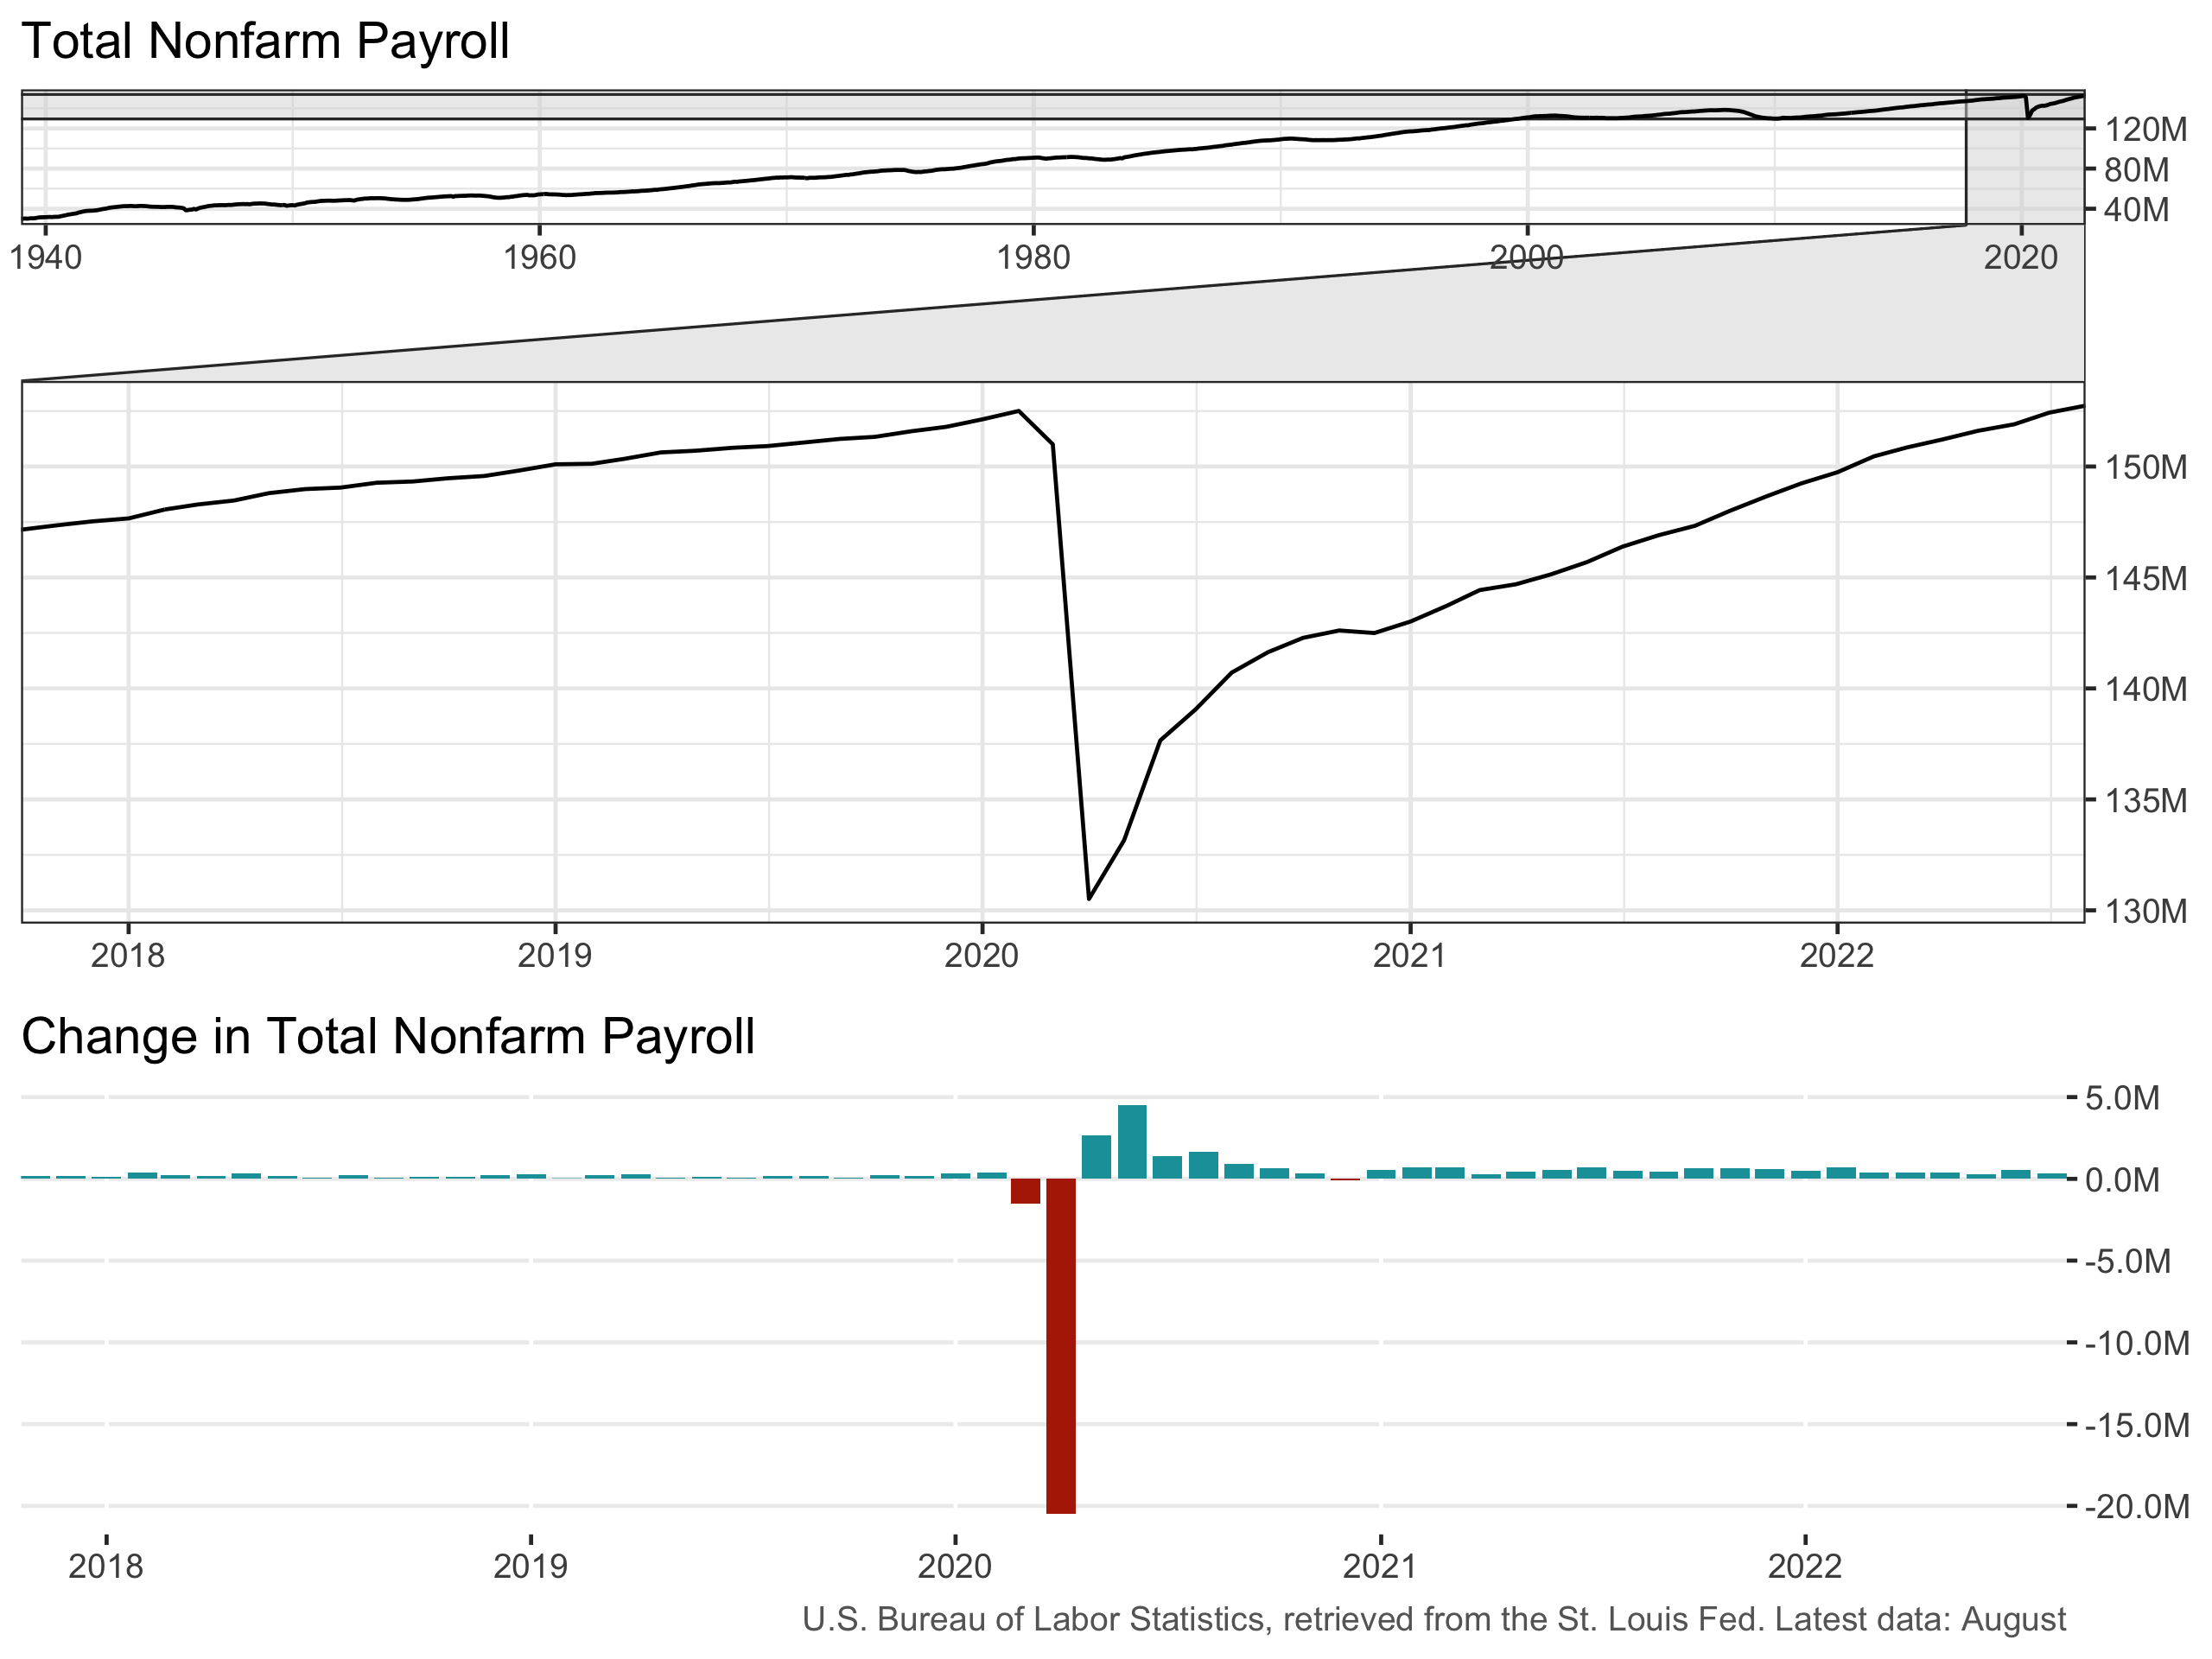 Total Nonfarm Payroll
120M
80M
40M
1940 1960 1980 2000 2020
150M
145M
140M
135M
130M
2018 2019 2020 2021 2022
Change in Total Nonfarm Payroll
5.0M
0.0M
-5.0M
-10.0M
-15.0M
-20.0M
2018 2019 2020 2021 2022
U.S. Bureau of Labor Statistics, retrieved from the St. Louis Fed. Latest data: August